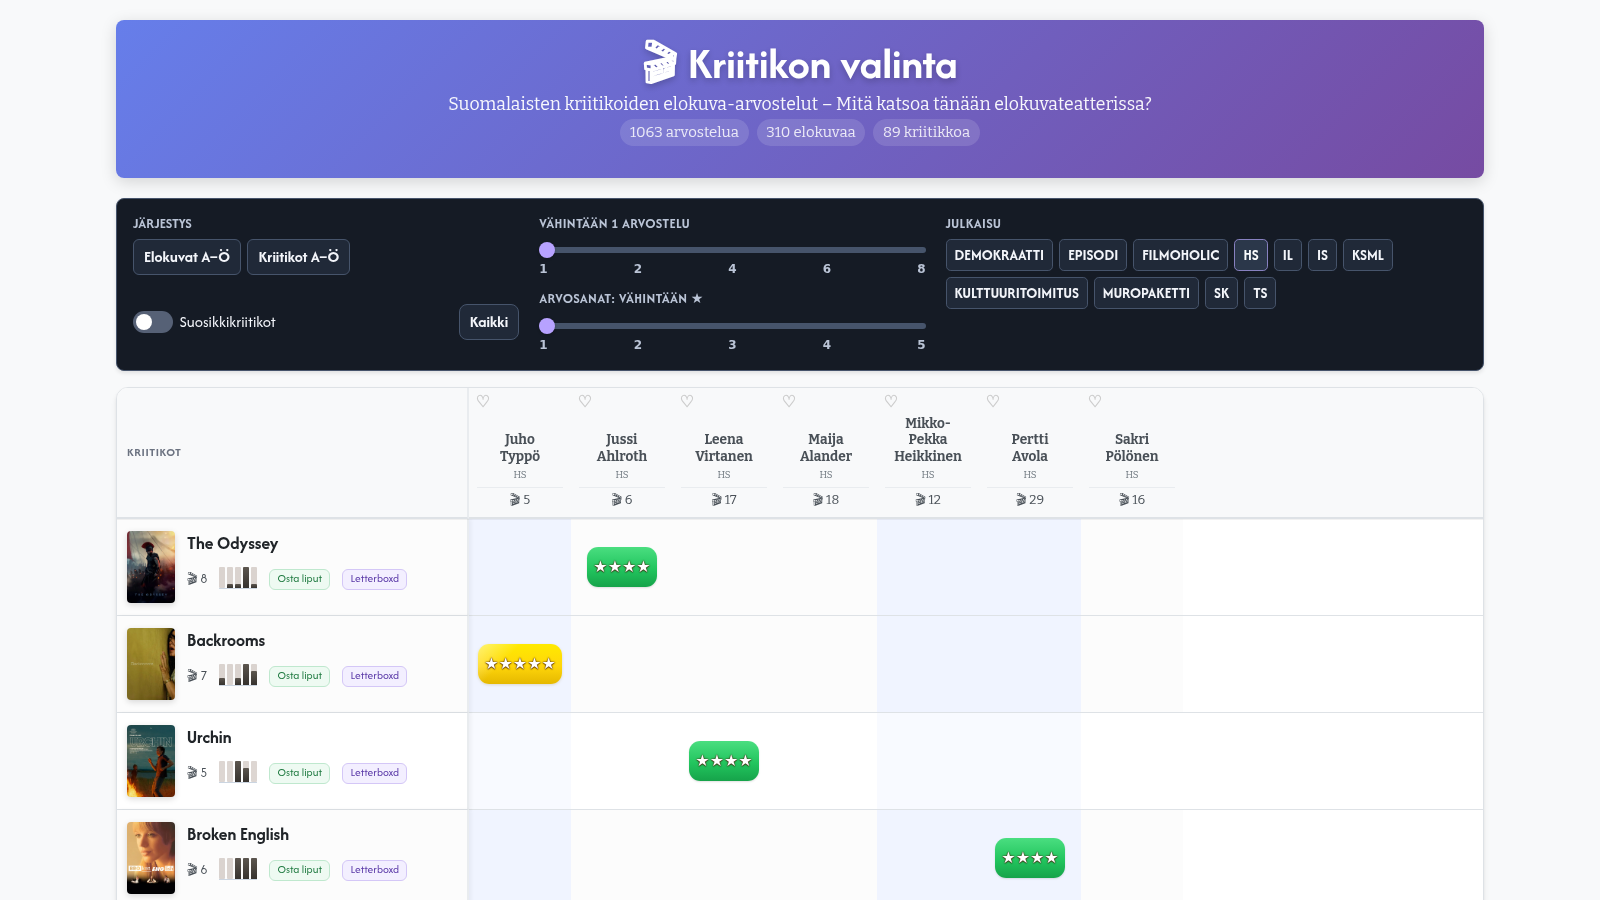 🎬 Kriitikon valinta
Suomalaisten kriitikoiden elokuva-arvostelut – Mitä katsoa tänään elokuvateatterissa?
1063 arvostelua 310 elokuvaa 89 kriitikkoa
JÄRJESTYS
Elokuvat A–Ö Kriitikot A–Ö
Suosikkikriitikot Kaikki
VÄHINTÄÄN 1 ARVOSTELU
1 2 4 6 8
ARVOSANAT: VÄHINTÄÄN ★
1 2 3 4 5
JULKAISU
DEMOKRAATTI EPISODI FILMOHOLIC HS IL IS KSML
KULTTUURITOIMITUS MUROPAKETTI SK TS
KRIITIKOT
♡ Juho Typpö HS 🎬 5
♡ Jussi Ahlroth HS 🎬 6
♡ Leena Virtanen HS 🎬 17
♡ Maija Alander HS 🎬 18
♡ Mikko-Pekka Heikkinen HS 🎬 12
♡ Pertti Avola HS 🎬 29
♡ Sakri Pölönen HS 🎬 16
The Odyssey
🎬 8 Osta liput Letterboxd
★★★★
Backrooms
🎬 7 Osta liput Letterboxd
★★★★★
Urchin
🎬 5 Osta liput Letterboxd
★★★★
Broken English
🎬 6 Osta liput Letterboxd
★★★★